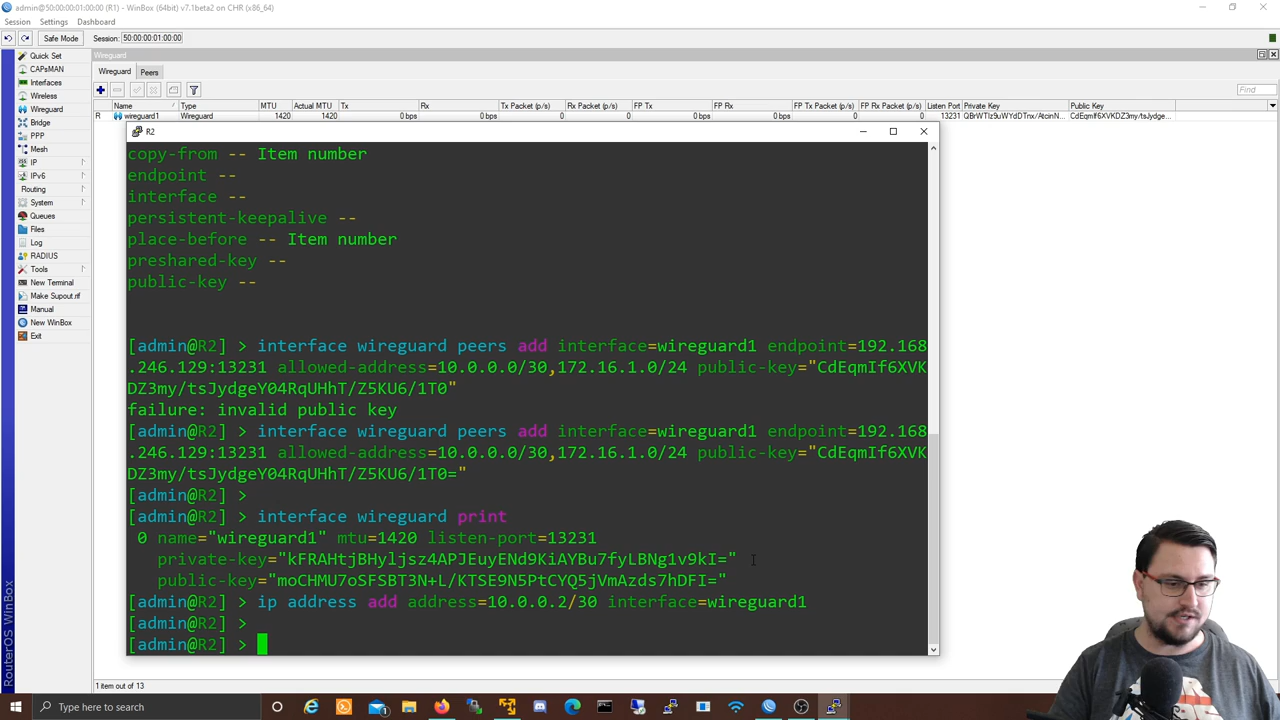 admin@50:00:00:01:00:00 (R1) - WinBox (64bit) v7.1beta2 on CHR (x86_64)
Session Settings Dashboard
Safe Mode Session: 50:00:00:01:00:00
Quick Set
CAPsMAN
Interfaces
Wireless
Wireguard
Bridge
PPP
Mesh
IP
IPv6
Routing
System
Queues
Files
Log
RADIUS
Tools
New Terminal
Make Supout.rif
Manual
New WinBox
Exit
RouterOS WinBox
Wireguard
Wireguard Peers
Find
Name Type MTU Actual MTU Tx Rx Tx Packet (p/s) Rx Packet (p/s) FP Tx FP Rx FP Tx Packet (p/s) FP Rx Packet (p/s) Listen Port Private Key Public Key
R wireguard1 Wireguard 1420 1420 0 bps 0 bps 0 0 0 bps 0 bps 0 0 13231 CdEqmIf6XVKDZ3my/tsJydge...
R2
copy-from -- Item number
endpoint --
interface --
persistent-keepalive --
place-before -- Item number
preshared-key --
public-key --
[admin@R2] > interface wireguard peers add interface=wireguard1 endpoint=192.168
.246.129:13231 allowed-address=10.0.0.0/30,172.16.1.0/24 public-key="CdEqmIf6XVK
DZ3my/tsJydgeY04RqUHhT/Z5KU6/1T0"
failure: invalid public key
[admin@R2] > interface wireguard peers add interface=wireguard1 endpoint=192.168
.246.129:13231 allowed-address=10.0.0.0/30,172.16.1.0/24 public-key="CdEqmIf6XVK
DZ3my/tsJydgeY04RqUHhT/Z5KU6/1T0="
[admin@R2] >
[admin@R2] > interface wireguard print
0 name="wireguard1" mtu=1420 listen-port=13231
private-key="kFRAHtjBHyljsz4APJEuyENd9KiAYBu7fyLBNg1v9kI="
public-key="moCHMU7oSFSBT3N+L/KTSE9N5PtCYQ5jVmAzds7hDFI="
[admin@R2] > ip address add address=10.0.0.2/30 interface=wireguard1
[admin@R2] >
[admin@R2] >
1 item out of 13
Type here to search